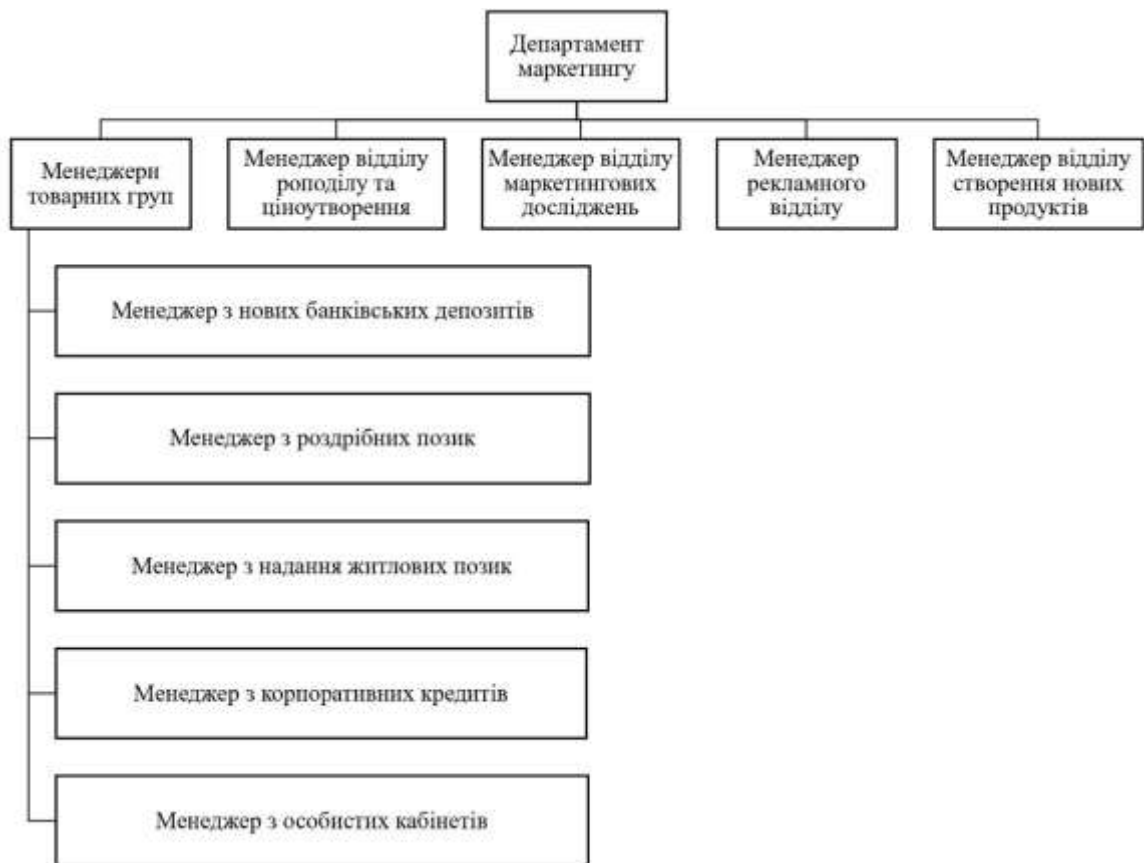 Департамент
маркетингу
Менеджери
товарних груп
Менеджер відділу
роподілу та
ціноутворення
Менеджер відділу
маркетингових
досліджень
Менеджер
рекламного
відділу
Менеджер відділу
створення нових
продуктів
Менеджер з нових банківських депозитів
Менеджер з роздрібних позик
Менеджер з надання житлових позик
Менеджер з корпоративних кредитів
Менеджер з особистих кабінетів